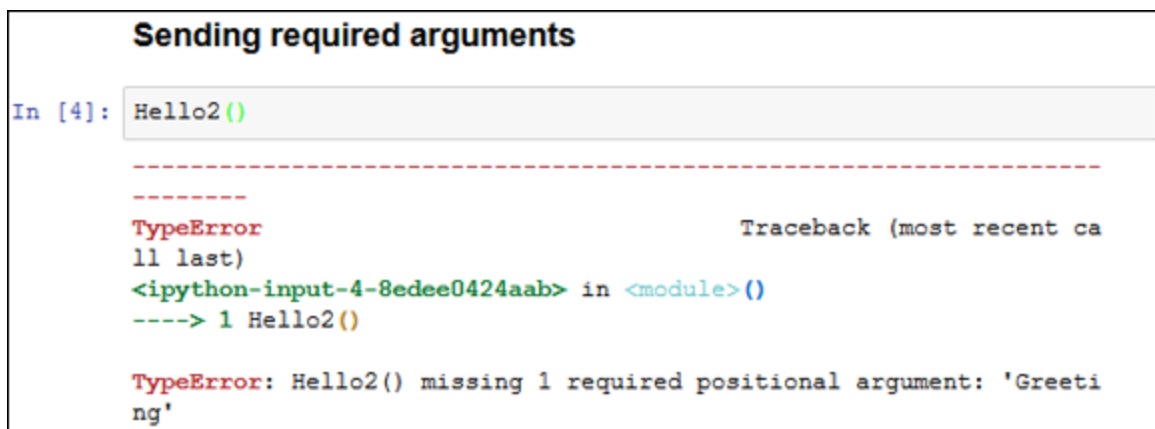 Sending required arguments
In [4]: Hello2()
---------------------------------------------------------------------------
--------
TypeError                                 Traceback (most recent ca
ll last)
<ipython-input-4-8edee0424aab> in <module>()
----> 1 Hello2()
TypeError: Hello2() missing 1 required positional argument: 'Greeti
ng'